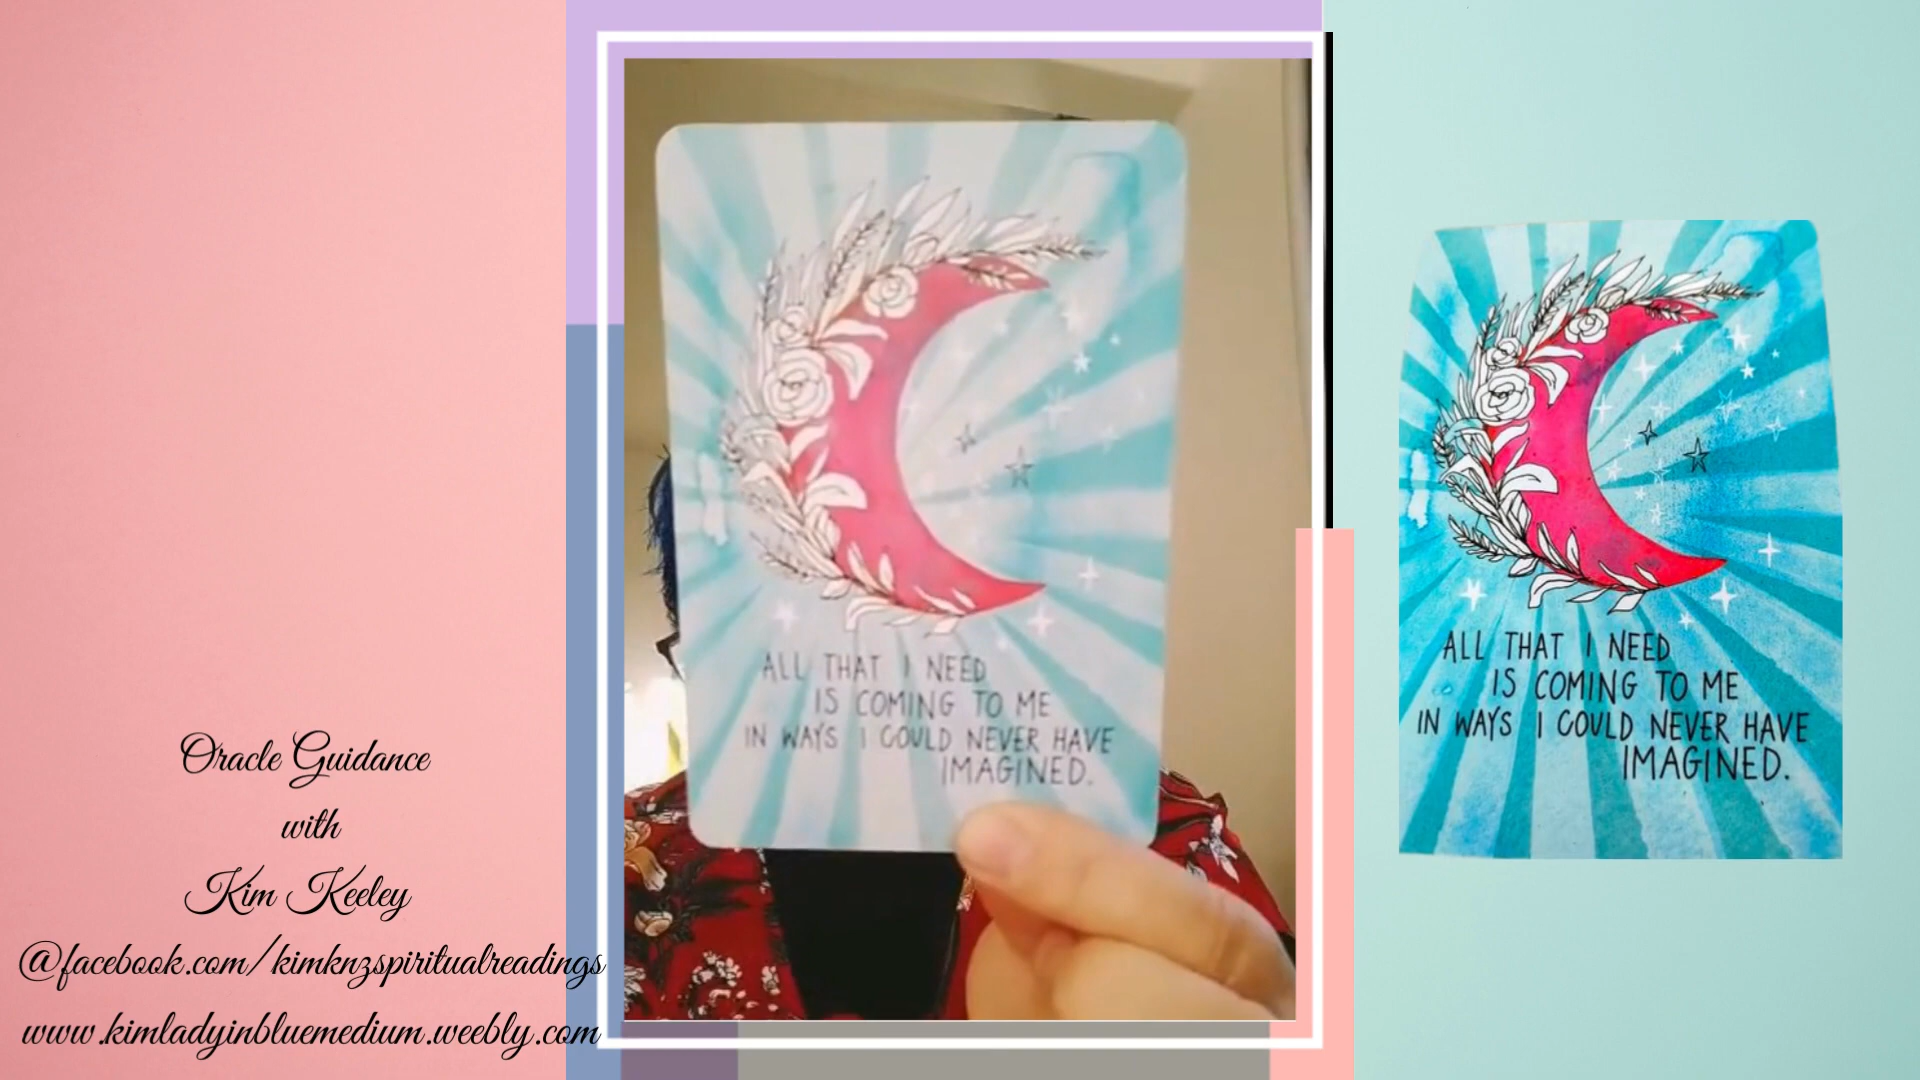 Oracle Guidance
with
Kim Keeley
@facebook.com/kimknzspiritualreadings
www.kimladyinbluemedium.weebly.com
ALL THAT I NEED
IS COMING TO ME
IN WAYS I COULD NEVER HAVE
IMAGINED.
ALL THAT I NEED
IS COMING TO ME
IN WAYS I COULD NEVER HAVE
IMAGINED.